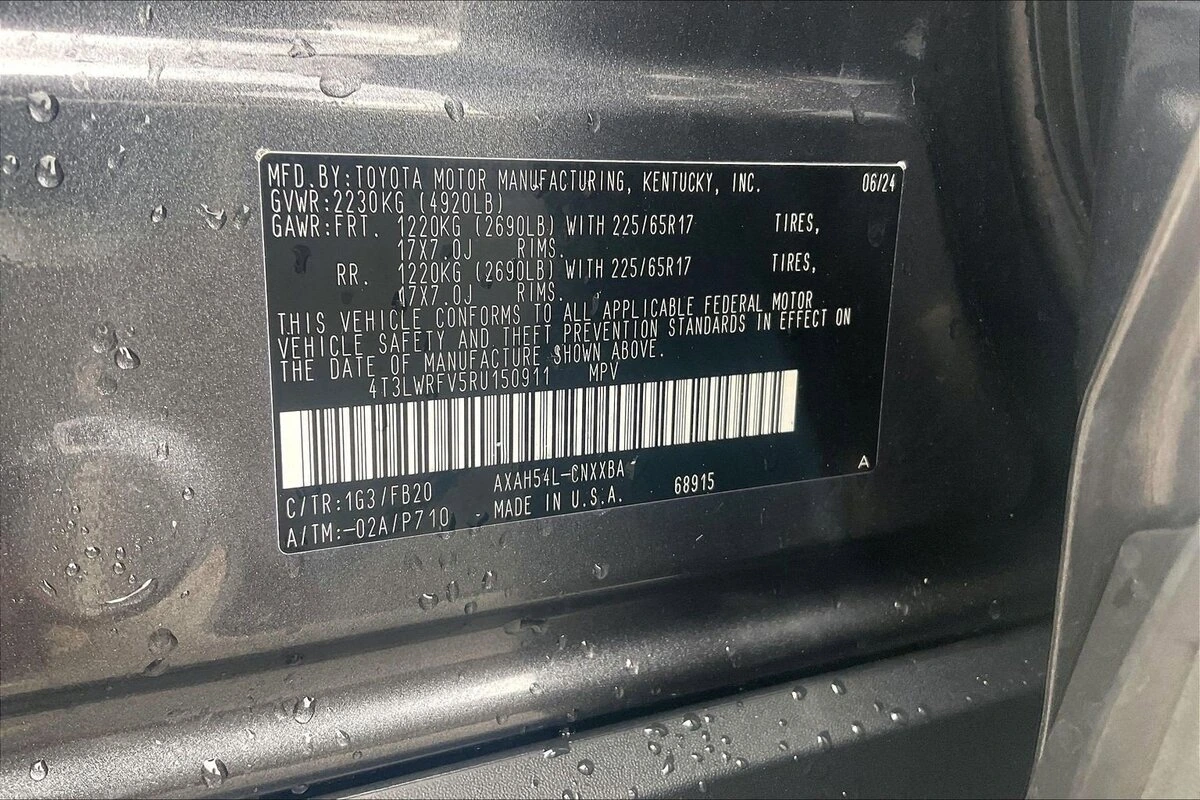 MFD.BY:TOYOTA MOTOR MANUFACTURING, KENTUCKY, INC. 06/24
GVWR:2230KG (4920LB)
GAWR:FRT. 1220KG (2690LB) WITH 225/65R17 TIRES,
17X7.0J RIMS.
RR. 1220KG (2690LB) WITH 225/65R17 TIRES,
17X7.0J RIMS.
THIS VEHICLE CONFORMS TO ALL APPLICABLE FEDERAL MOTOR
VEHICLE SAFETY AND THEFT PREVENTION STANDARDS IN EFFECT ON
THE DATE OF MANUFACTURE SHOWN ABOVE.
4T3LWRFV5RU150911 MPV
C/TR:1G3/FB20 AXAH54L-CNXXBA A
A/TM:-02A/P710 MADE IN U.S.A. 68915